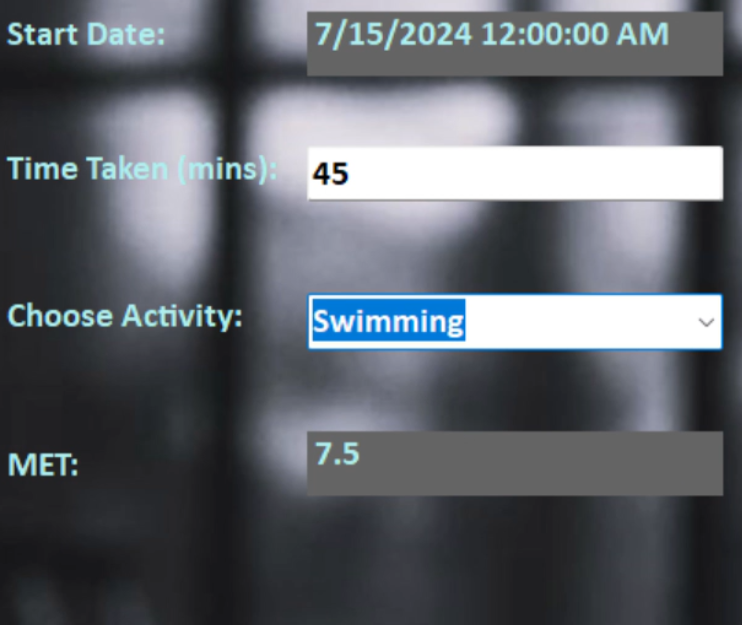 Start Date: 7/15/2024 12:00:00 AM
Time Taken (mins): 45
Choose Activity: Swimming
MET: 7.5